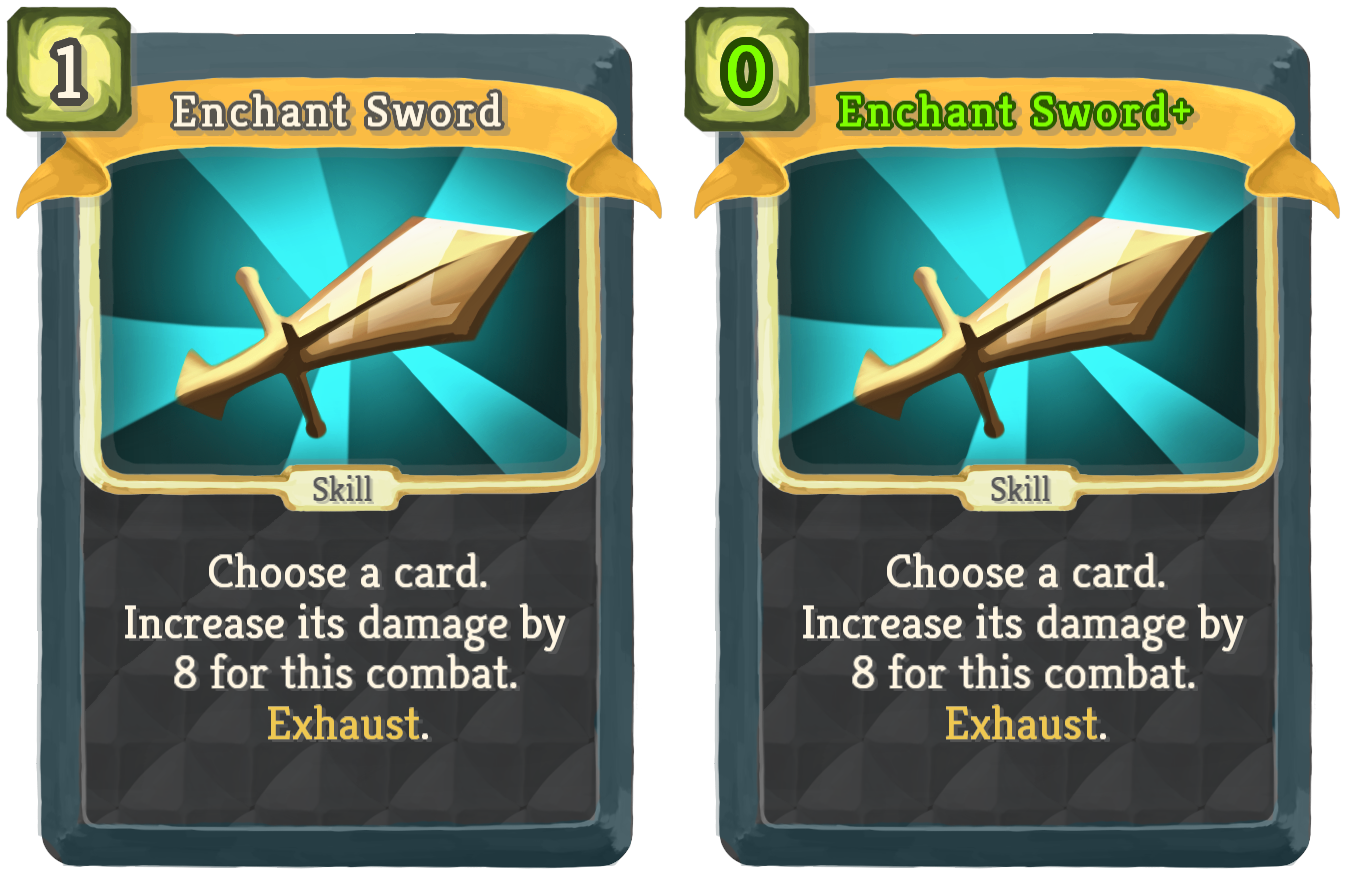 1
Enchant Sword
Skill
Choose a card.
Increase its damage by
8 for this combat.
Exhaust.
0
Enchant Sword+
Skill
Choose a card.
Increase its damage by
8 for this combat.
Exhaust.